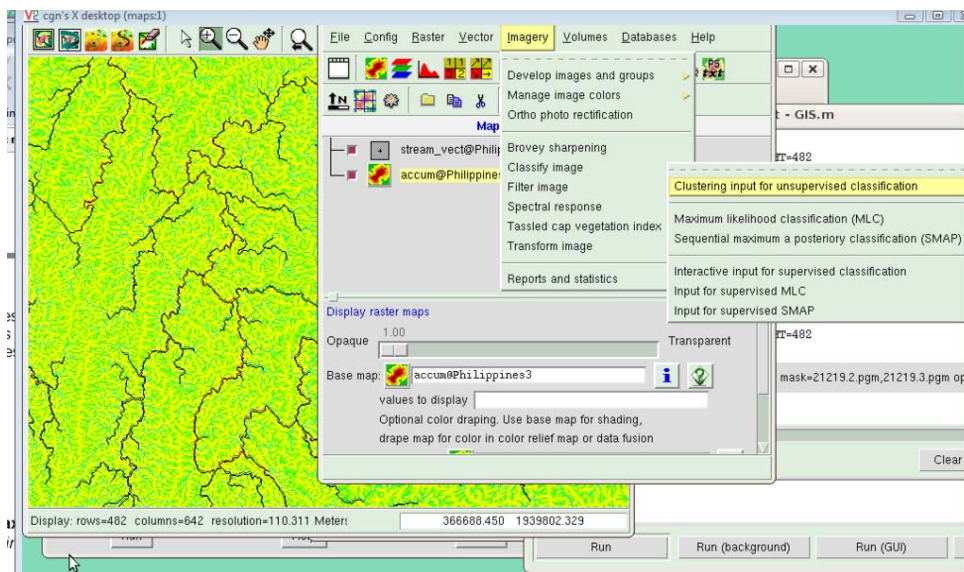 cgn's X desktop (maps:1)
File Config Raster Vector Imagery Volumes Databases Help
Develop images and groups
Manage image colors
Ortho photo rectification
Map
stream_vect@Philip
Brovey sharpening
accum@Philippine
Classify image
Filter image
Spectral response
Tassled cap vegetation index
Transform image
Reports and statistics
t - GIS.m
T=482
Clustering input for unsupervised classification
Maximum likelihood classification (MLC)
Sequential maximum a posteriory classification (SMAP)
Interactive input for supervised classification
Input for supervised MLC
Input for supervised SMAP
T=482
mask=21219.2.pgm,21219.3.pgm op
Display raster maps
1.00
Opaque Transparent
Base map: accum@Philippines3
values to display
Optional color draping. Use base map for shading,
drape map for color in color relief map or data fusion
Clear
Display: rows=482 columns=642 resolution=110.311 Meters 366688.450 1939802.329
Run Run (background) Run (GUI)